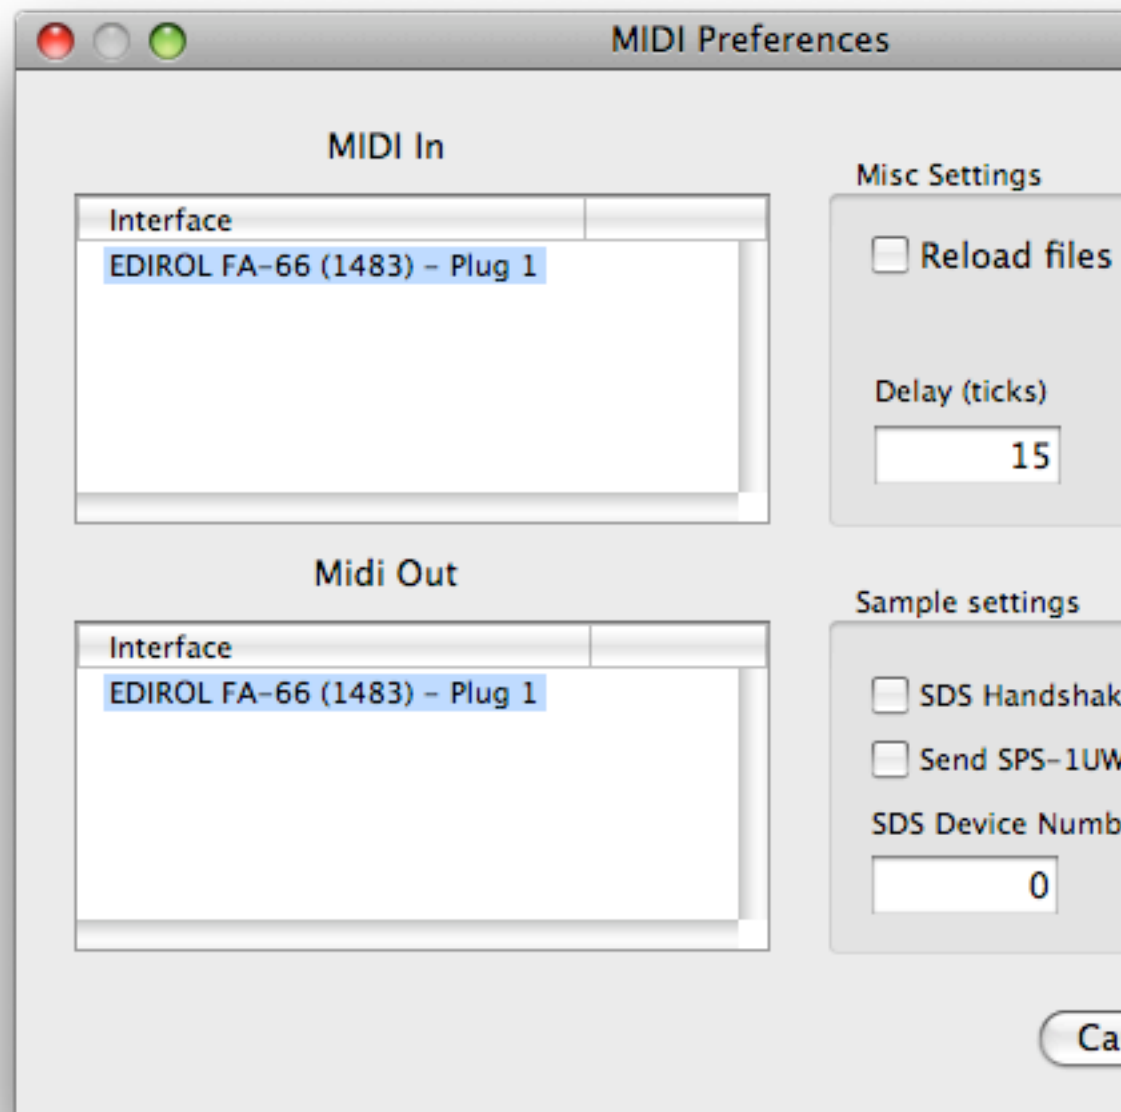 MIDI Preferences
MIDI In
Interface
EDIROL FA-66 (1483) - Plug 1
Midi Out
Interface
EDIROL FA-66 (1483) - Plug 1
Misc Settings
Reload files
Delay (ticks)
15
Sample settings
SDS Handshak
Send SPS-1UW
SDS Device Numb
0
Ca